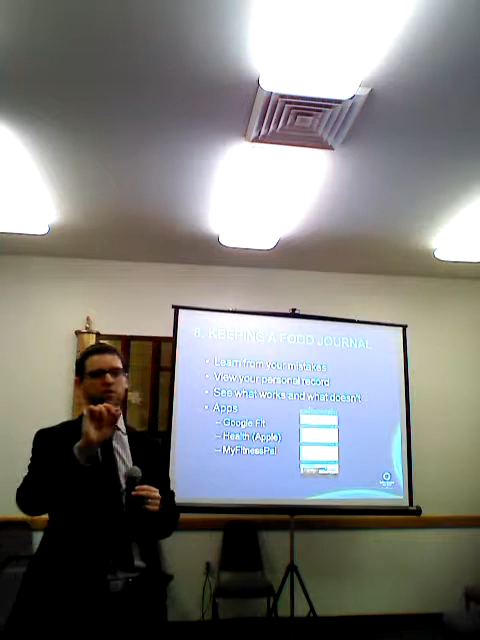 8. KEEPING A FOOD JOURNAL
• Learn from your mistakes
• View your personal record
• See what works and what doesn't
• Apps
– Google Fit
– Health (Apple)
– MyFitnessPal